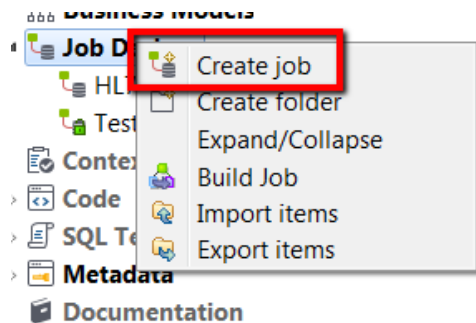 Business Models
Job D
Create job
HL7
Create folder
Test
Expand/Collapse
Contex
Build Job
Code
Import items
SQL Te
Export items
Metadata
Documentation